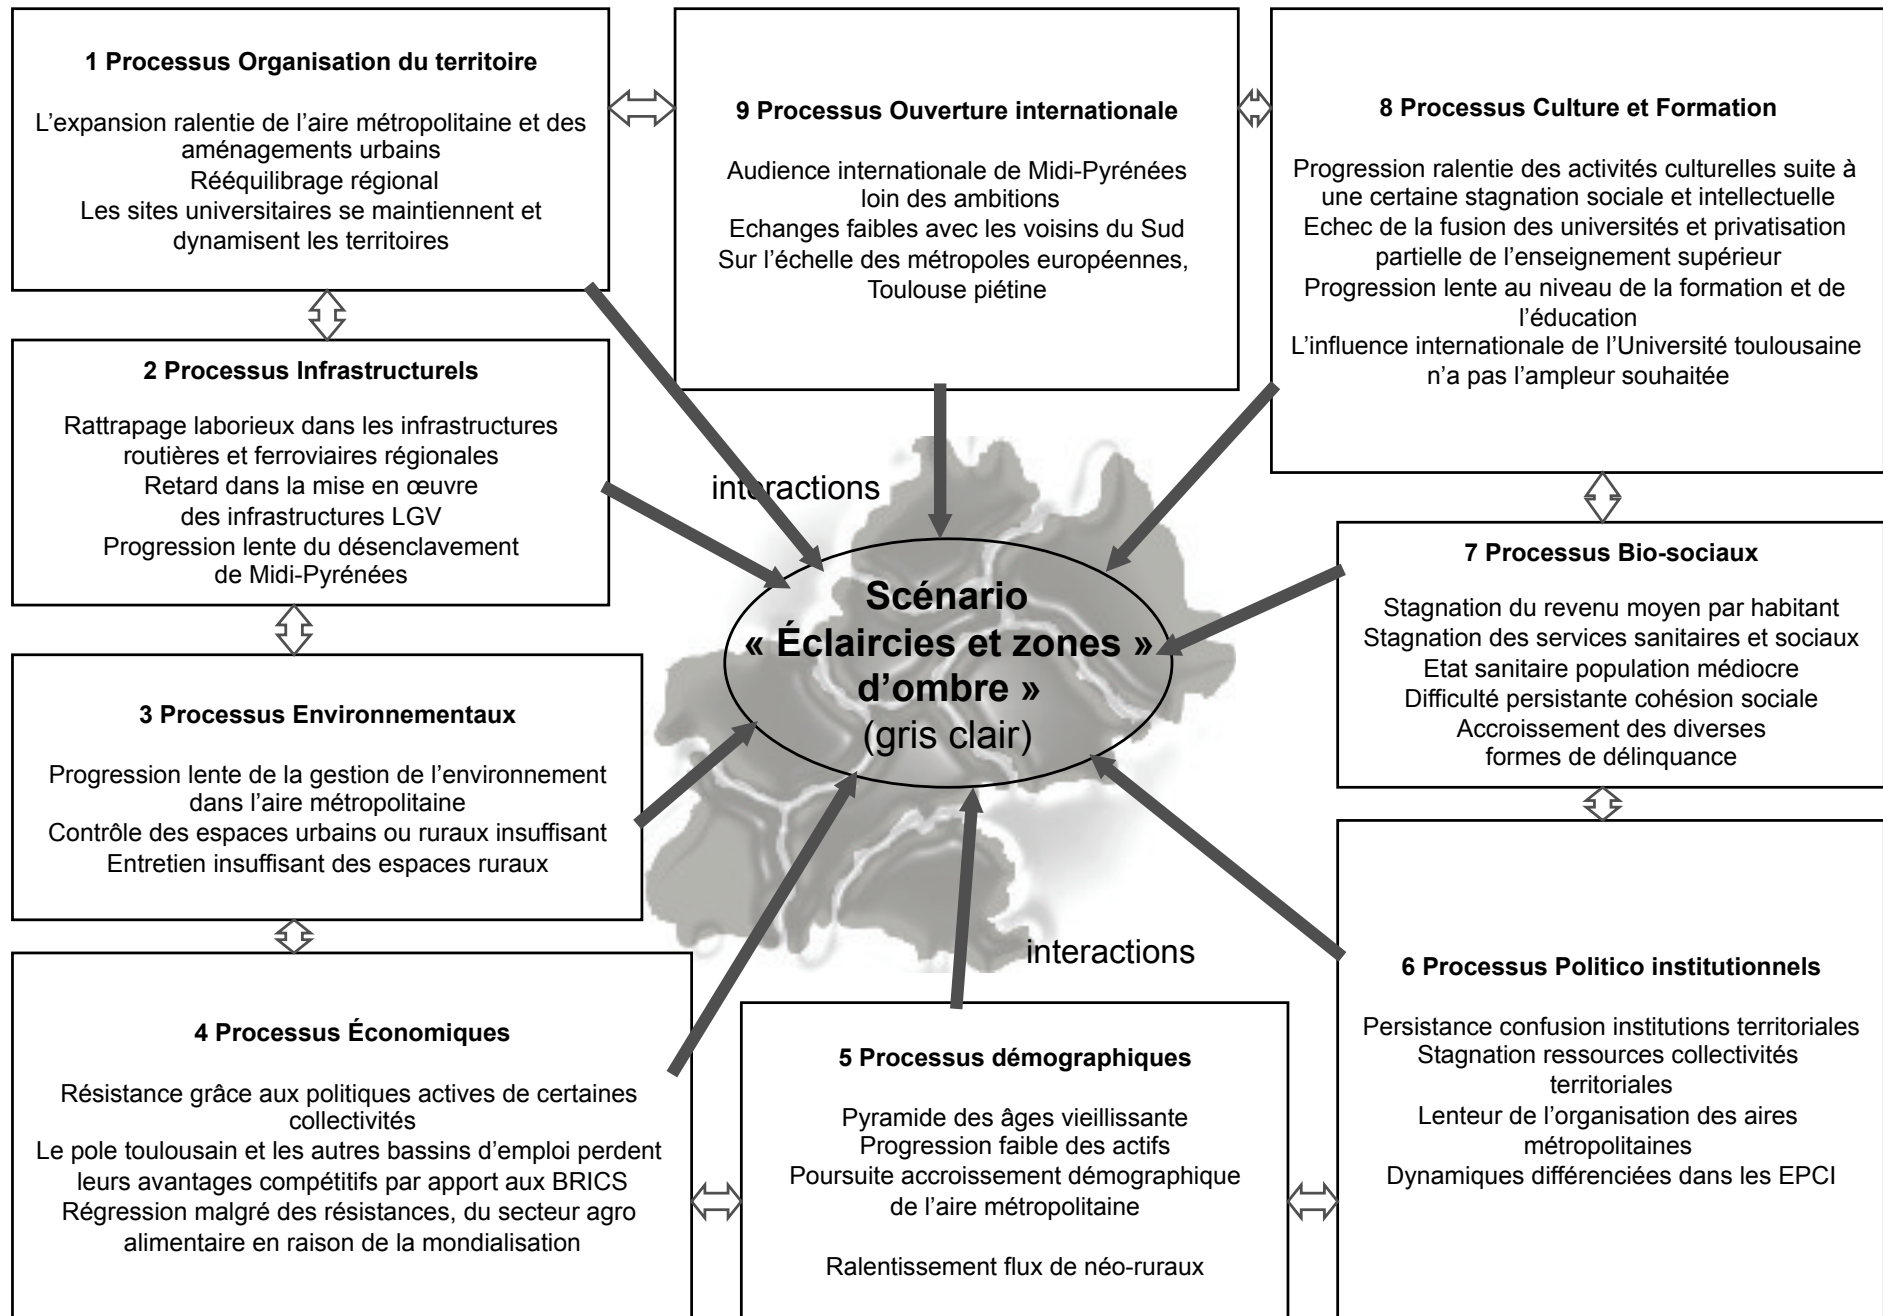 1 Processus Organisation du territoire
L’expansion ralentie de l’aire métropolitaine et des
aménagements urbains
Rééquilibrage régional
Les sites universitaires se maintiennent et
dynamisent les territoires
9 Processus Ouverture internationale
Audience internationale de Midi-Pyrénées
loin des ambitions
Echanges faibles avec les voisins du Sud
Sur l’échelle des métropoles européennes,
Toulouse piétine
8 Processus Culture et Formation
Progression ralentie des activités culturelles suite à
une certaine stagnation sociale et intellectuelle
Echec de la fusion des universités et privatisation
partielle de l’enseignement supérieur
Progression lente au niveau de la formation et de
l’éducation
L’influence internationale de l’Université toulousaine
n’a pas l’ampleur souhaitée
2 Processus Infrastructurels
Rattrapage laborieux dans les infrastructures
routières et ferroviaires régionales
Retard dans la mise en œuvre
des infrastructures LGV
Progression lente du désenclavement
de Midi-Pyrénées
interactions
Scénario
« Éclaircies et zones »
d’ombre »
(gris clair)
7 Processus Bio-sociaux
Stagnation du revenu moyen par habitant
Stagnation des services sanitaires et sociaux
Etat sanitaire population médiocre
Difficulté persistante cohésion sociale
Accroissement des diverses
formes de délinquance
3 Processus Environnementaux
Progression lente de la gestion de l’environnement
dans l’aire métropolitaine
Contrôle des espaces urbains ou ruraux insuffisant
Entretien insuffisant des espaces ruraux
interactions
6 Processus Politico institutionnels
Persistance confusion institutions territoriales
Stagnation ressources collectivités
territoriales
Lenteur de l’organisation des aires
métropolitaines
Dynamiques différenciées dans les EPCI
4 Processus Économiques
Résistance grâce aux politiques actives de certaines
collectivités
Le pole toulousain et les autres bassins d’emploi perdent
leurs avantages compétitifs par apport aux BRICS
Régression malgré des résistances, du secteur agro
alimentaire en raison de la mondialisation
5 Processus démographiques
Pyramide des âges vieillissante
Progression faible des actifs
Poursuite accroissement démographique
de l’aire métropolitaine
Ralentissement flux de néo-ruraux